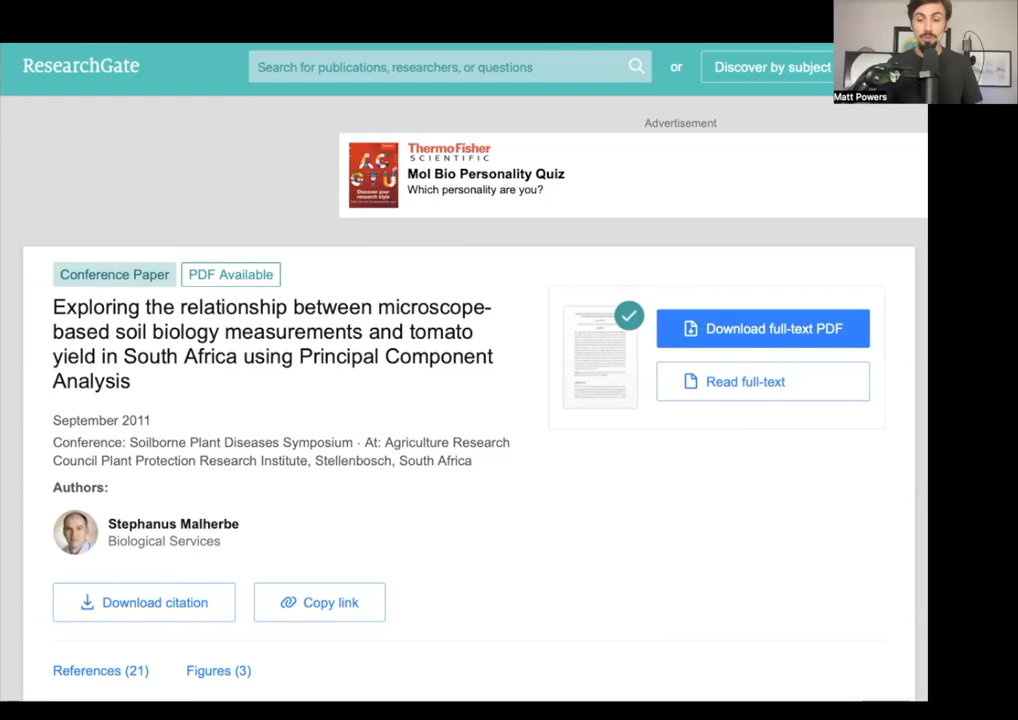 ResearchGate
Search for publications, researchers, or questions
or
Discover by subject
Matt Powers
Advertisement
ThermoFisher
SCIENTIFIC
Mol Bio Personality Quiz
Which personality are you?
Discover your
research style
Conference Paper
PDF Available
Exploring the relationship between microscope-
based soil biology measurements and tomato
yield in South Africa using Principal Component
Analysis
Download full-text PDF
Read full-text
September 2011
Conference: Soilborne Plant Diseases Symposium · At: Agriculture Research
Council Plant Protection Research Institute, Stellenbosch, South Africa
Authors:
Stephanus Malherbe
Biological Services
Download citation
Copy link
References (21)
Figures (3)